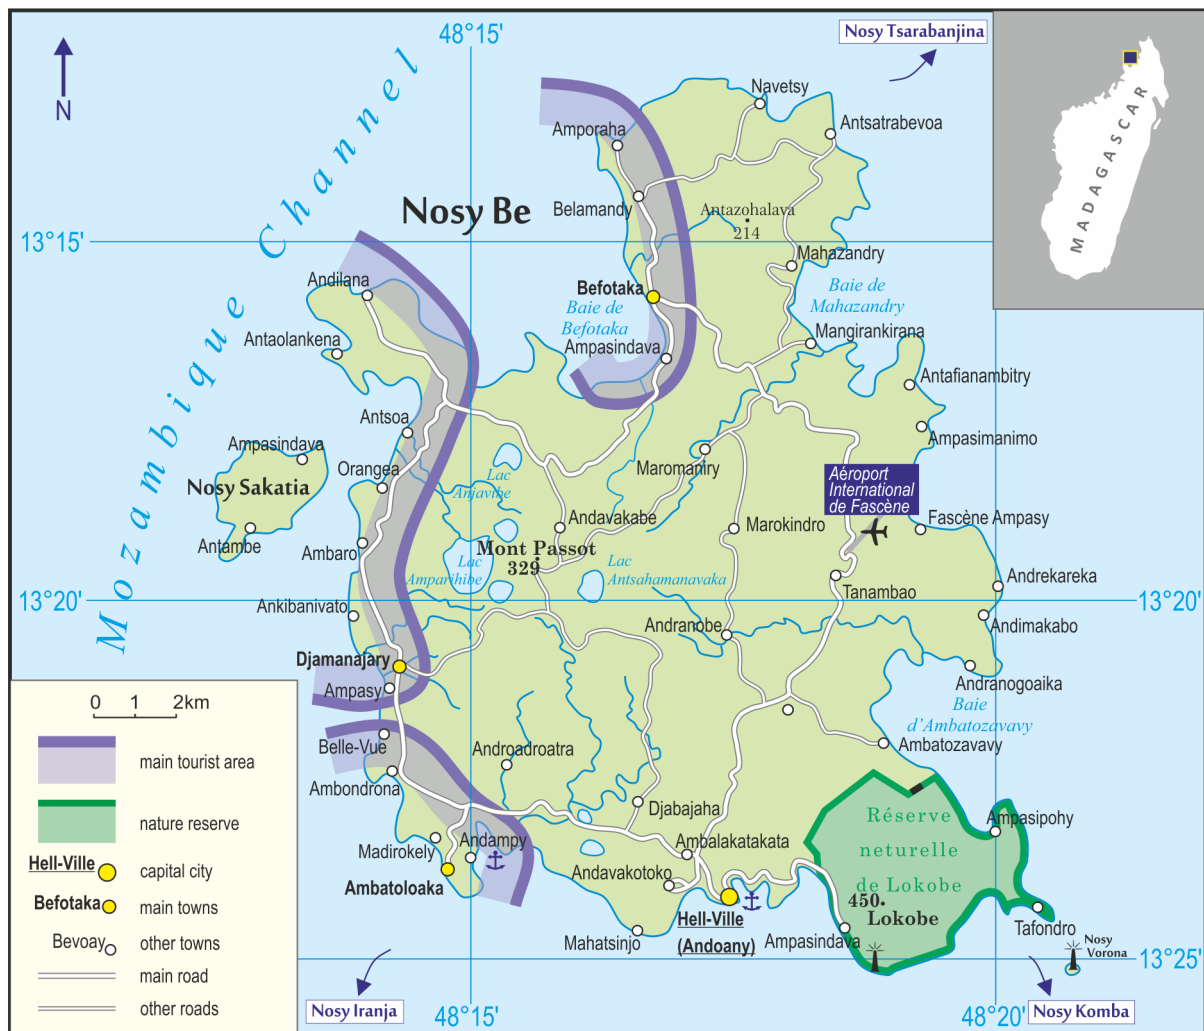 48°15'
Nosy Tsarabanjina
N
Navetsy
Antsatrabevoa
Amporaha
MADAGASCAR
Mozambique Channel
Nosy Be
Belamandy
Antazohalava
214
13°15'
Mahazandry
Andilana
Befotaka
Baie de
Befotaka
Baie de
Mahazandry
Antaolankena
Ampasindava
Mangirankirana
Antafianambitry
Antsoa
Ampasimanimo
Ampasindava
Maromaniry
Orangea
Lac
Anjavibe
Aéroport
International
de Fascène
Nosy Sakatia
Andavakabe
Marokindro
Fascène Ampasy
Antambe
Ambaro
Mont Passot
329
Lac
Amparihibe
Lac
Antsahamanavaka
Andrekareka
Tanambao
13°20'
13°20'
Ankibanivato
Andranobe
Andimakabo
Djamanajary
Ampasy
Andranogoaika
Baie
d'Ambatozavavy
Belle-Vue
Androadroatra
Ambatozavavy
Ambondrona
Djabajaha
Réserve
neturelle
de Lokobe
Ampasipohy
Madirokely
Andampy
Ambalakatakata
Andavakotoko
Ambatoloaka
450
Lokobe
Hell-Ville
(Andoany)
Tafondro
Mahatsinjo
Ampasindava
Nosy
Vorona
13°25'
Nosy Iranja
48°15'
48°20'
Nosy Komba
0 1 2km
main tourist area
nature reserve
Hell-Ville capital city
Befotaka main towns
Bevoay other towns
main road
other roads